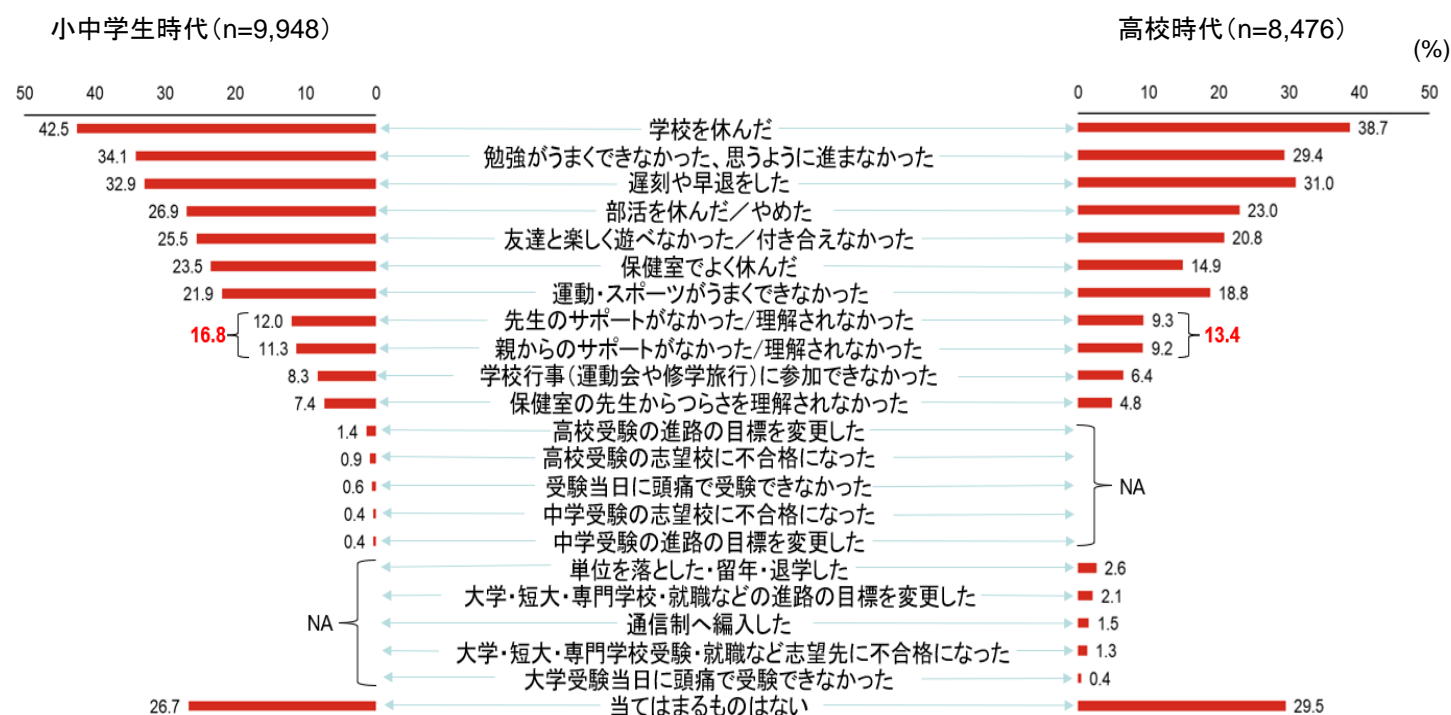 小中学生時代(n=9,948)
高校時代(n=8,476)
(%)
50 40 30 20 10 0
0 10 20 30 40 50
42.5 学校を休んだ 38.7
34.1 勉強がうまくできなかった、思うように進まなかった 29.4
32.9 遅刻や早退をした 31.0
26.9 部活を休んだ／やめた 23.0
25.5 友達と楽しく遊べなかった／付き合えなかった 20.8
23.5 保健室でよく休んだ 14.9
21.9 運動・スポーツがうまくできなかった 18.8
12.0 先生のサポートがなかった/理解されなかった 9.3
16.8 13.4
11.3 親からのサポートがなかった/理解されなかった 9.2
8.3 学校行事(運動会や修学旅行)に参加できなかった 6.4
7.4 保健室の先生からつらさを理解されなかった 4.8
1.4 高校受験の進路の目標を変更した
0.9 高校受験の志望校に不合格になった
0.6 受験当日に頭痛で受験できなかった NA
0.4 中学受験の志望校に不合格になった
0.4 中学受験の進路の目標を変更した
単位を落とした・留年・退学した 2.6
大学・短大・専門学校・就職などの進路の目標を変更した 2.1
NA 通信制へ編入した 1.5
大学・短大・専門学校受験・就職など志望先に不合格になった 1.3
大学受験当日に頭痛で受験できなかった 0.4
26.7 当てはまるものはない 29.5